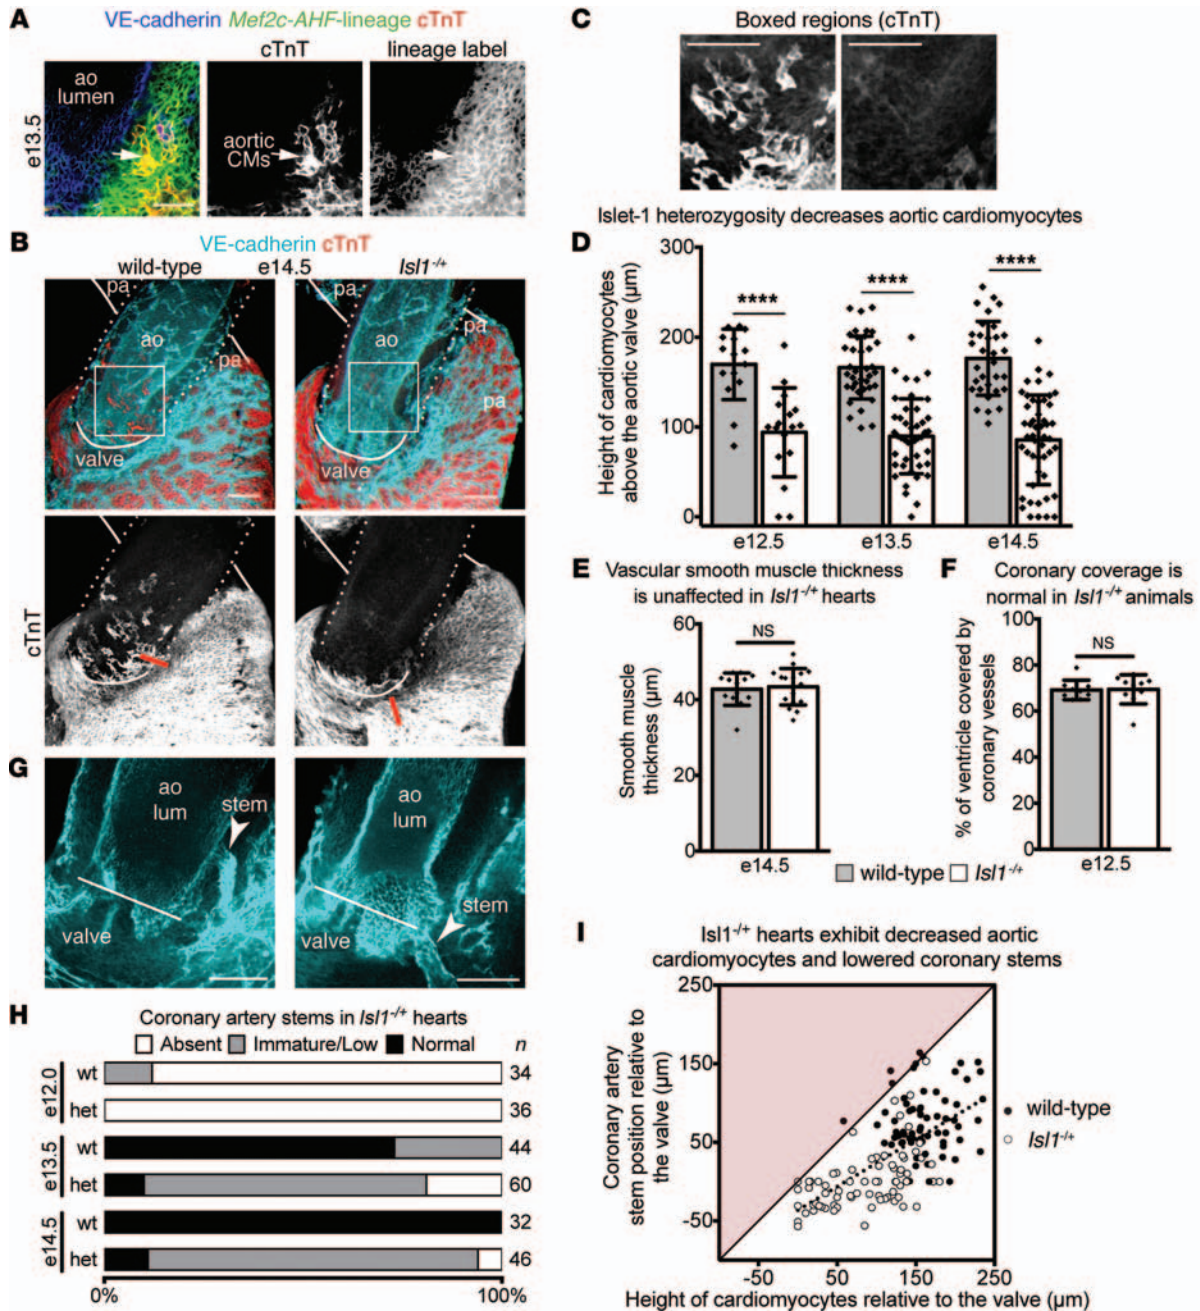 A
VE-cadherin Mef2c-AHF-lineage cTnT
cTnT
lineage label
ao
lumen
aortic
CMs
e13.5
C
Boxed regions (cTnT)
B
VE-cadherin cTnT
wild-type
e14.5
Isl1-/+
pa
ao
pa
valve
pa
ao
pa
valve
cTnT
Islet-1 heterozygosity decreases aortic cardiomyocytes
D
Height of cardiomyocytes
above the aortic valve (µm)
300
200
100
0
****
****
****
e12.5
e13.5
e14.5
E
Vascular smooth muscle thickness
is unaffected in Isl1-/+ hearts
Smooth muscle
thickness (µm)
60
40
20
0
NS
e14.5
F
Coronary coverage is
normal in Isl1-/+ animals
% of ventricle covered by
coronary vessels
100
80
60
40
20
0
NS
e12.5
wild-type
Isl1-/+
G
ao
lum
stem
valve
ao
lum
stem
valve
H
Coronary artery stems in Isl1-/+ hearts
Absent
Immature/Low
Normal
n
e12.0
wt
34
het
36
e13.5
wt
44
het
60
e14.5
wt
32
het
46
0%
100%
I
Isl1-/+ hearts exhibit decreased aortic
cardiomyocytes and lowered coronary stems
Coronary artery
stem position relative to
the valve (µm)
250
150
50
-50
-50
50
150
250
Height of cardiomyocytes relative to the valve (µm)
wild-type
Isl1-/+